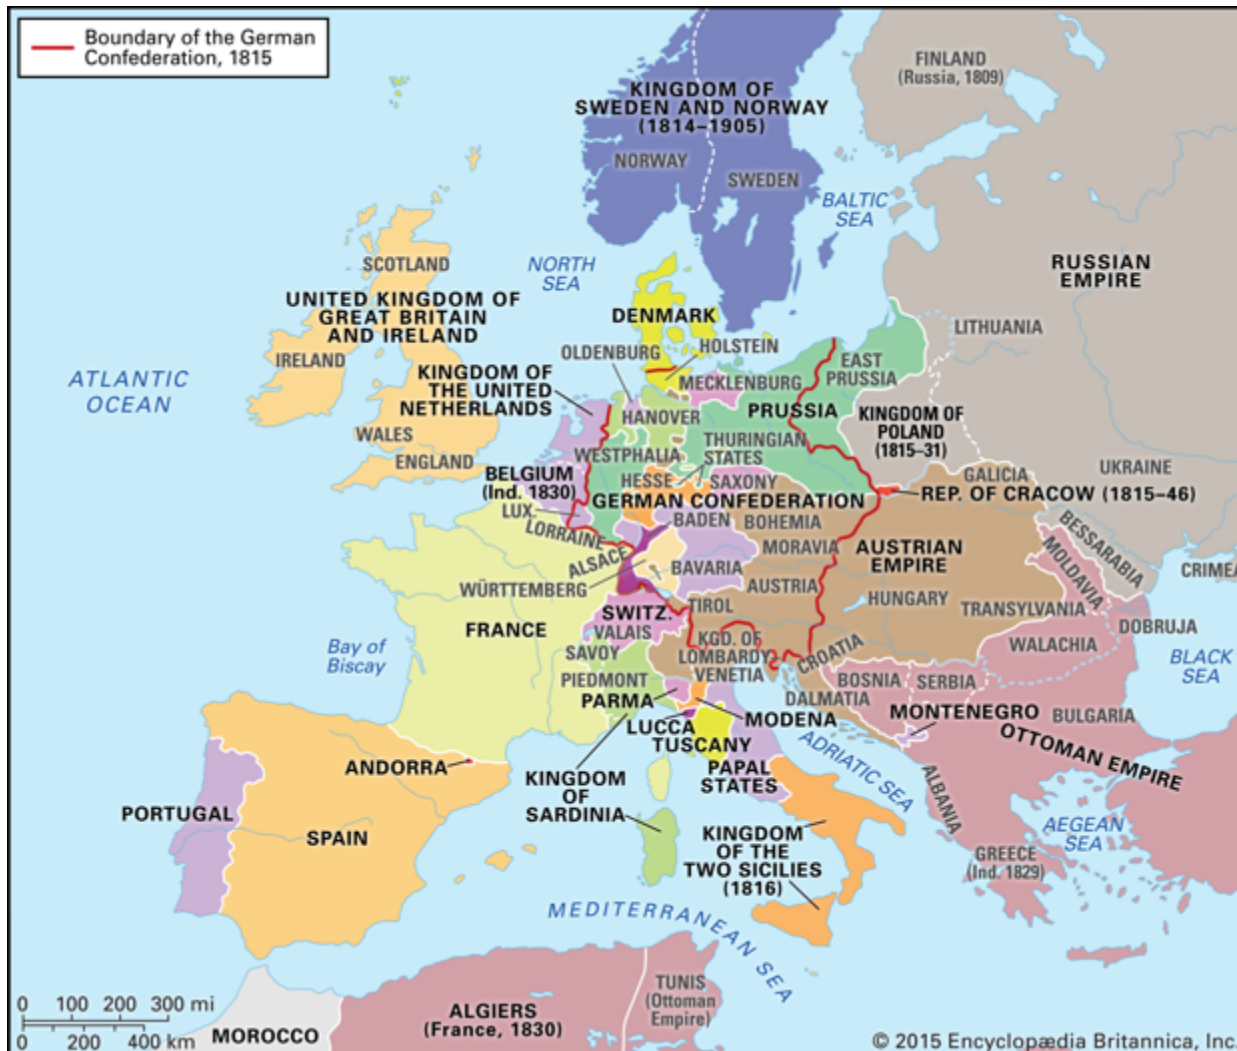 Boundary of the German
Confederation, 1815
FINLAND
(Russia, 1809)
KINGDOM OF
SWEDEN AND NORWAY
(1814–1905)
NORWAY
SWEDEN
BALTIC
SEA
NORTH
SEA
SCOTLAND
UNITED KINGDOM OF
GREAT BRITAIN
AND IRELAND
IRELAND
WALES
ENGLAND
ATLANTIC
OCEAN
RUSSIAN
EMPIRE
LITHUANIA
DENMARK
HOLSTEIN
OLDENBURG
KINGDOM OF
THE UNITED
NETHERLANDS
MECKLENBURG
EAST
PRUSSIA
HANOVER
PRUSSIA
KINGDOM OF
POLAND
(1815–31)
WESTPHALIA
THURINGIAN
STATES
BELGIUM
(Ind. 1830)
HESSE
SAXONY
GALICIA
UKRAINE
GERMAN CONFEDERATION
REP. OF CRACOW (1815–46)
LUX.
LORRAINE
BADEN
BOHEMIA
BESSARABIA
ALSACE
MORAVIA
AUSTRIAN
EMPIRE
MOLDAVIA
CRIMEA
WÜRTTEMBERG
BAVARIA
AUSTRIA
HUNGARY
TRANSYLVANIA
TIROL
DOBRUJA
FRANCE
SWITZ.
VALAIS
KGD. OF
LOMBARDY
VENETIA
CROATIA
WALACHIA
Bay of
Biscay
SAVOY
BLACK
SEA
PIEDMONT
BOSNIA
SERBIA
DALMATIA
PARMA
MODENA
MONTENEGRO
BULGARIA
LUCCA
TUSCANY
ADRIATIC SEA
OTTOMAN EMPIRE
ANDORRA
KINGDOM
OF
SARDINIA
PAPAL
STATES
ALBANIA
PORTUGAL
SPAIN
KINGDOM
OF THE
TWO SICILIES
(1816)
AEGEAN
SEA
GREECE
(Ind. 1829)
MEDITERRANEAN SEA
TUNIS
(Ottoman
Empire)
0 100 200 300 mi
0 200 400 km
MOROCCO
ALGIERS
(France, 1830)
© 2015 Encyclopædia Britannica, Inc.